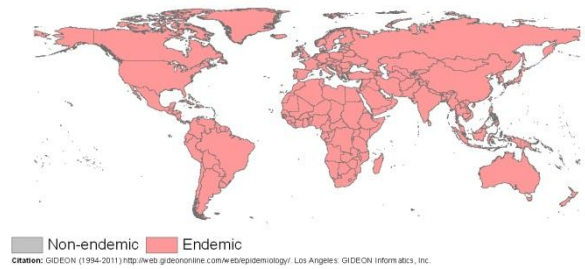 Non-endemic Endemic
Citation: GIDEON (1994-2011) http://web.gideononline.com/web/epidemiology/. Los Angeles: GIDEON Informatics, Inc.